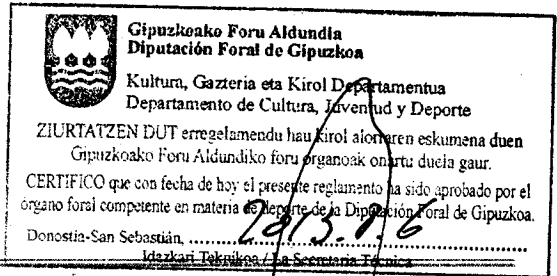 Gipuzkoako Foru Aldundia
Diputación Foral de Gipuzkoa
Kultura, Gazteria eta Kirol Departamentua
Departamento de Cultura, Juventud y Deporte
ZIURTATZEN DUT erregelamendu hau kirol alorraren eskumena duen
Gipuzkoako Foru Aldundiko foru organoak onartu duela gaur.
CERTIFICO que con fecha de hoy el presente reglamento ha sido aprobado por el
órgano foral competente en materia de deporte de la Diputación Foral de Gipuzkoa.
Donostia-San Sebastián, 2013.8.6
Idazkari Teknikoa / La Secretaria Técnica